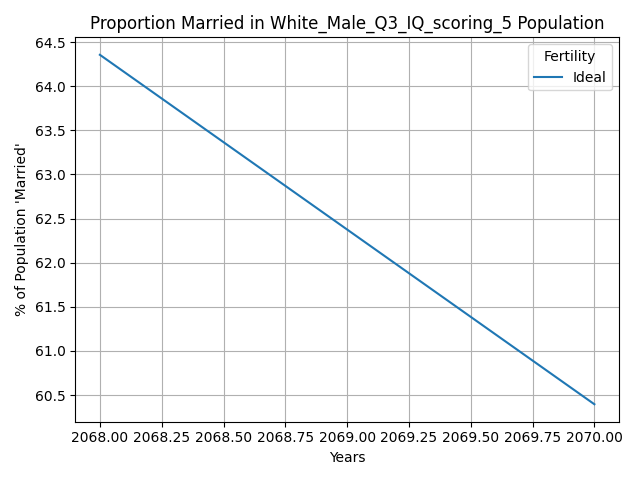 Proportion Married in White_Male_Q3_IQ_scoring_5 Population
Fertility
Ideal
64.5
64.0
63.5
63.0
62.5
62.0
61.5
61.0
60.5
% of Population 'Married'
2068.00 2068.25 2068.50 2068.75 2069.00 2069.25 2069.50 2069.75 2070.00
Years